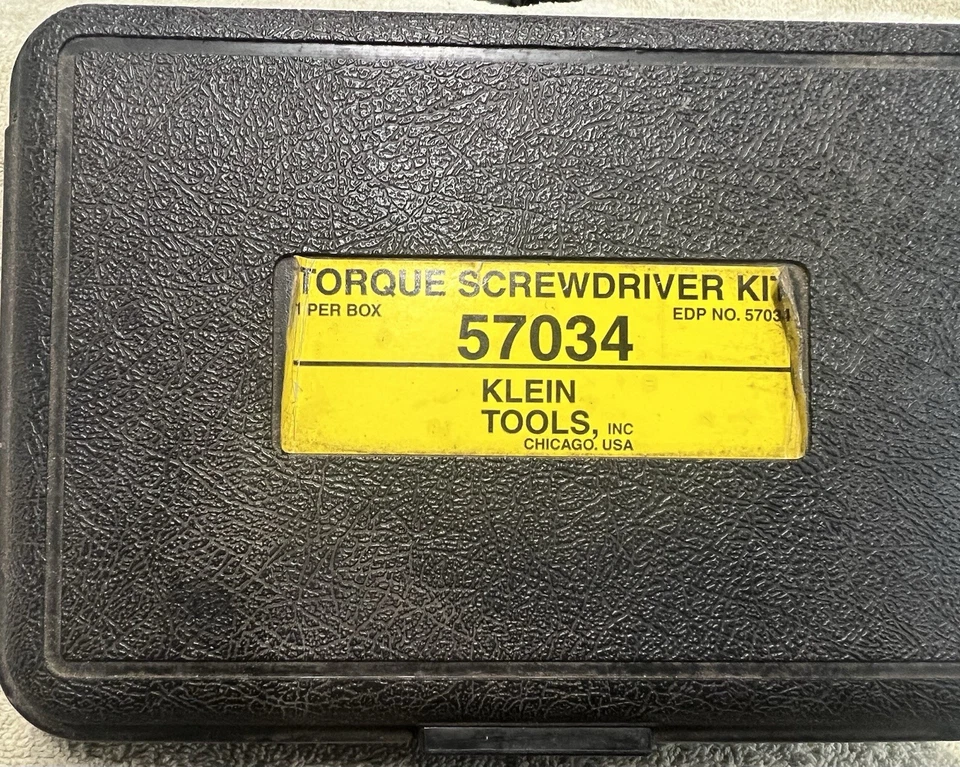 TORQUE SCREWDRIVER KIT
1 PER BOX EDP NO. 57034
57034
KLEIN
TOOLS, INC
CHICAGO. USA